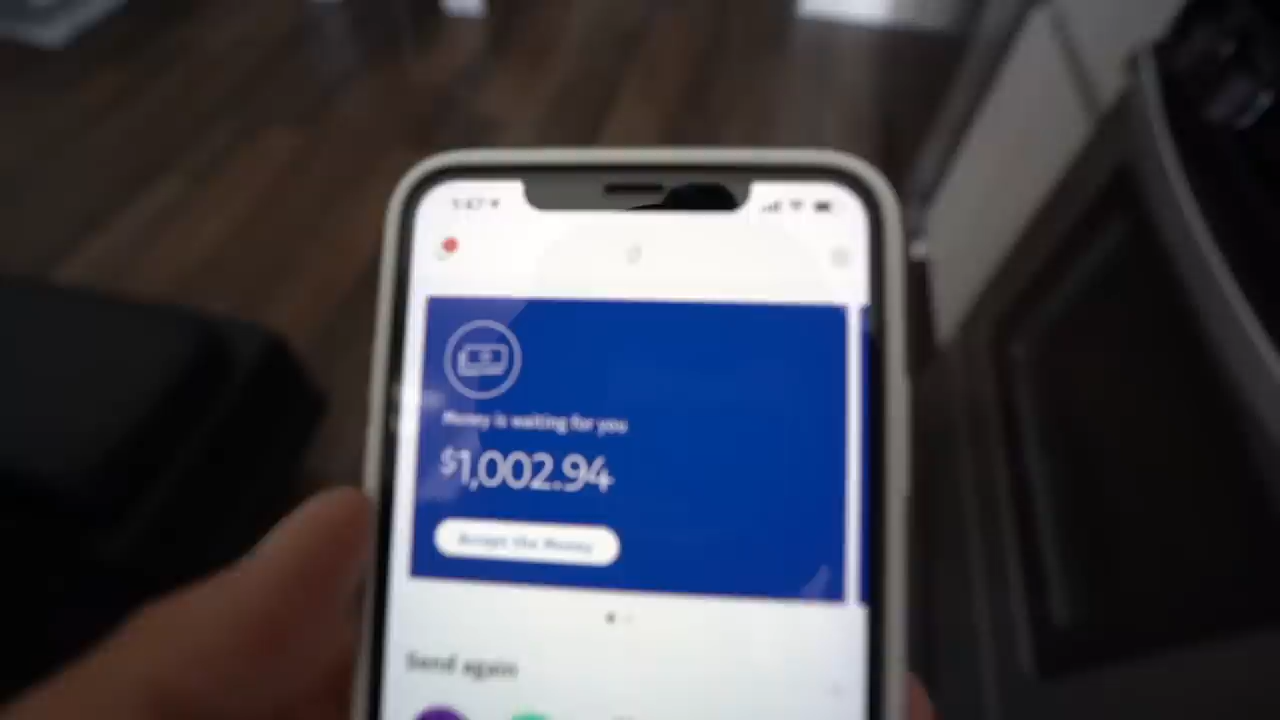 Money is waiting for you
$1,002.94
Accept the Money
Send again